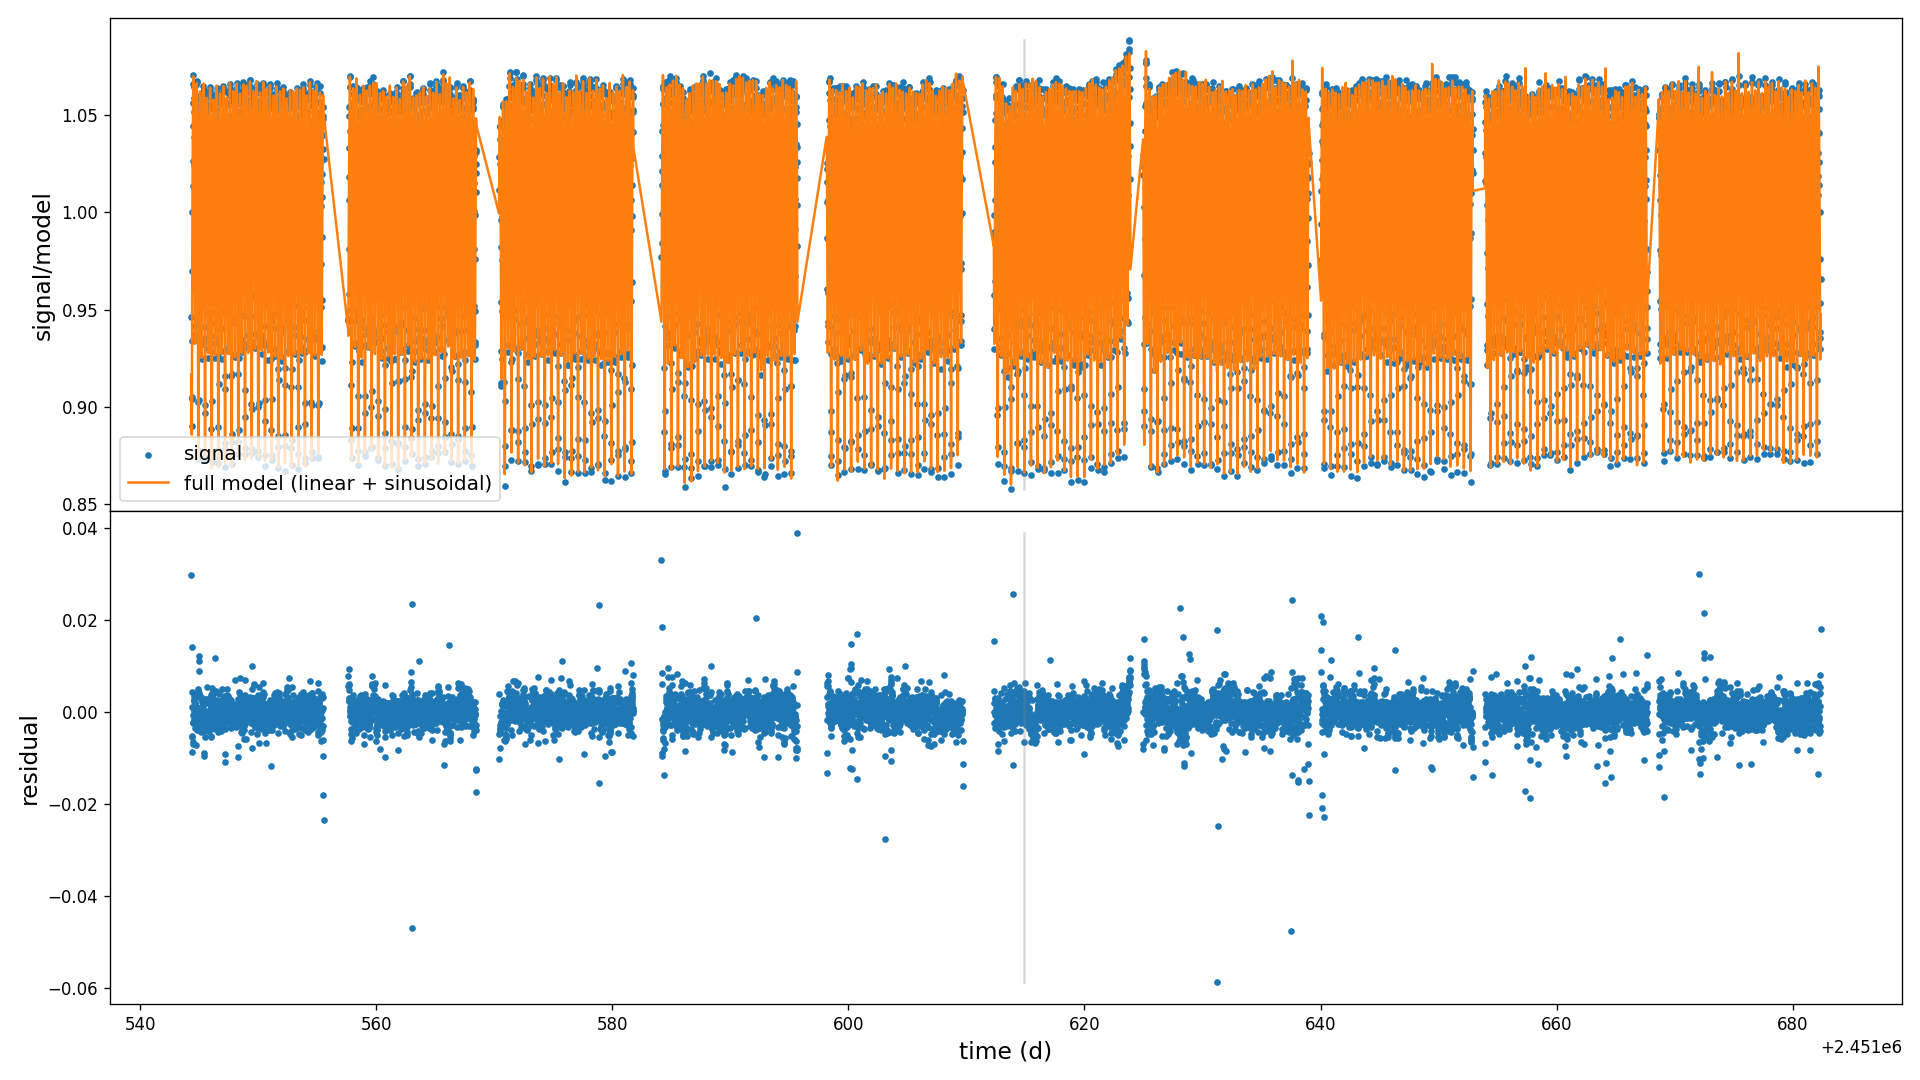 signal/model
1.05
1.00
0.95
0.90
0.85
signal
full model (linear + sinusoidal)
residual
0.04
0.02
0.00
−0.02
−0.04
−0.06
540 560 580 600 620 640 660 680
time (d)
+2.451e6